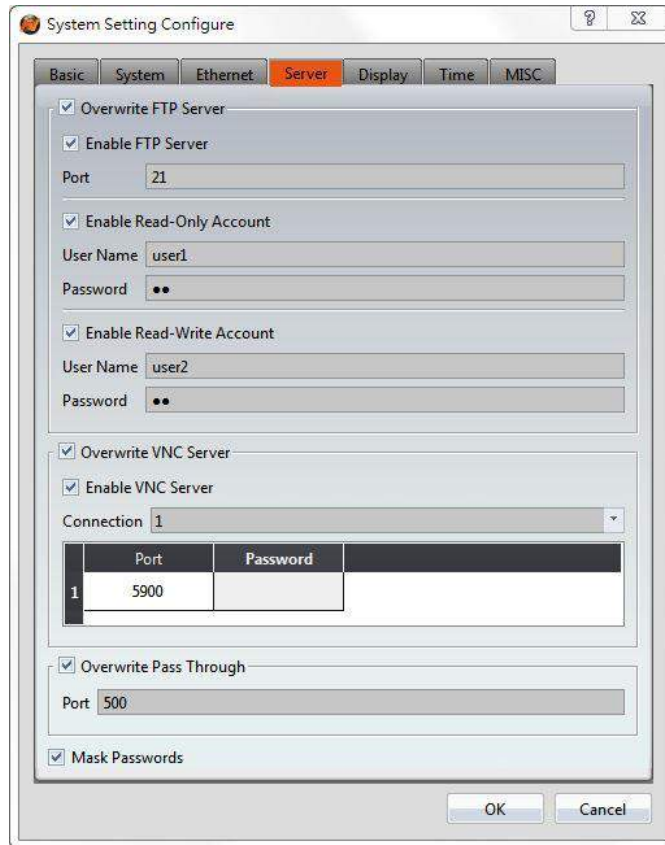 System Setting Configure
Basic System Ethernet Server Display Time MISC
Overwrite FTP Server
Enable FTP Server
Port 21
Enable Read-Only Account
User Name user1
Password ●●
Enable Read-Write Account
User Name user2
Password ●●
Overwrite VNC Server
Enable VNC Server
Connection 1
Port Password
1 5900
Overwrite Pass Through
Port 500
Mask Passwords
OK Cancel